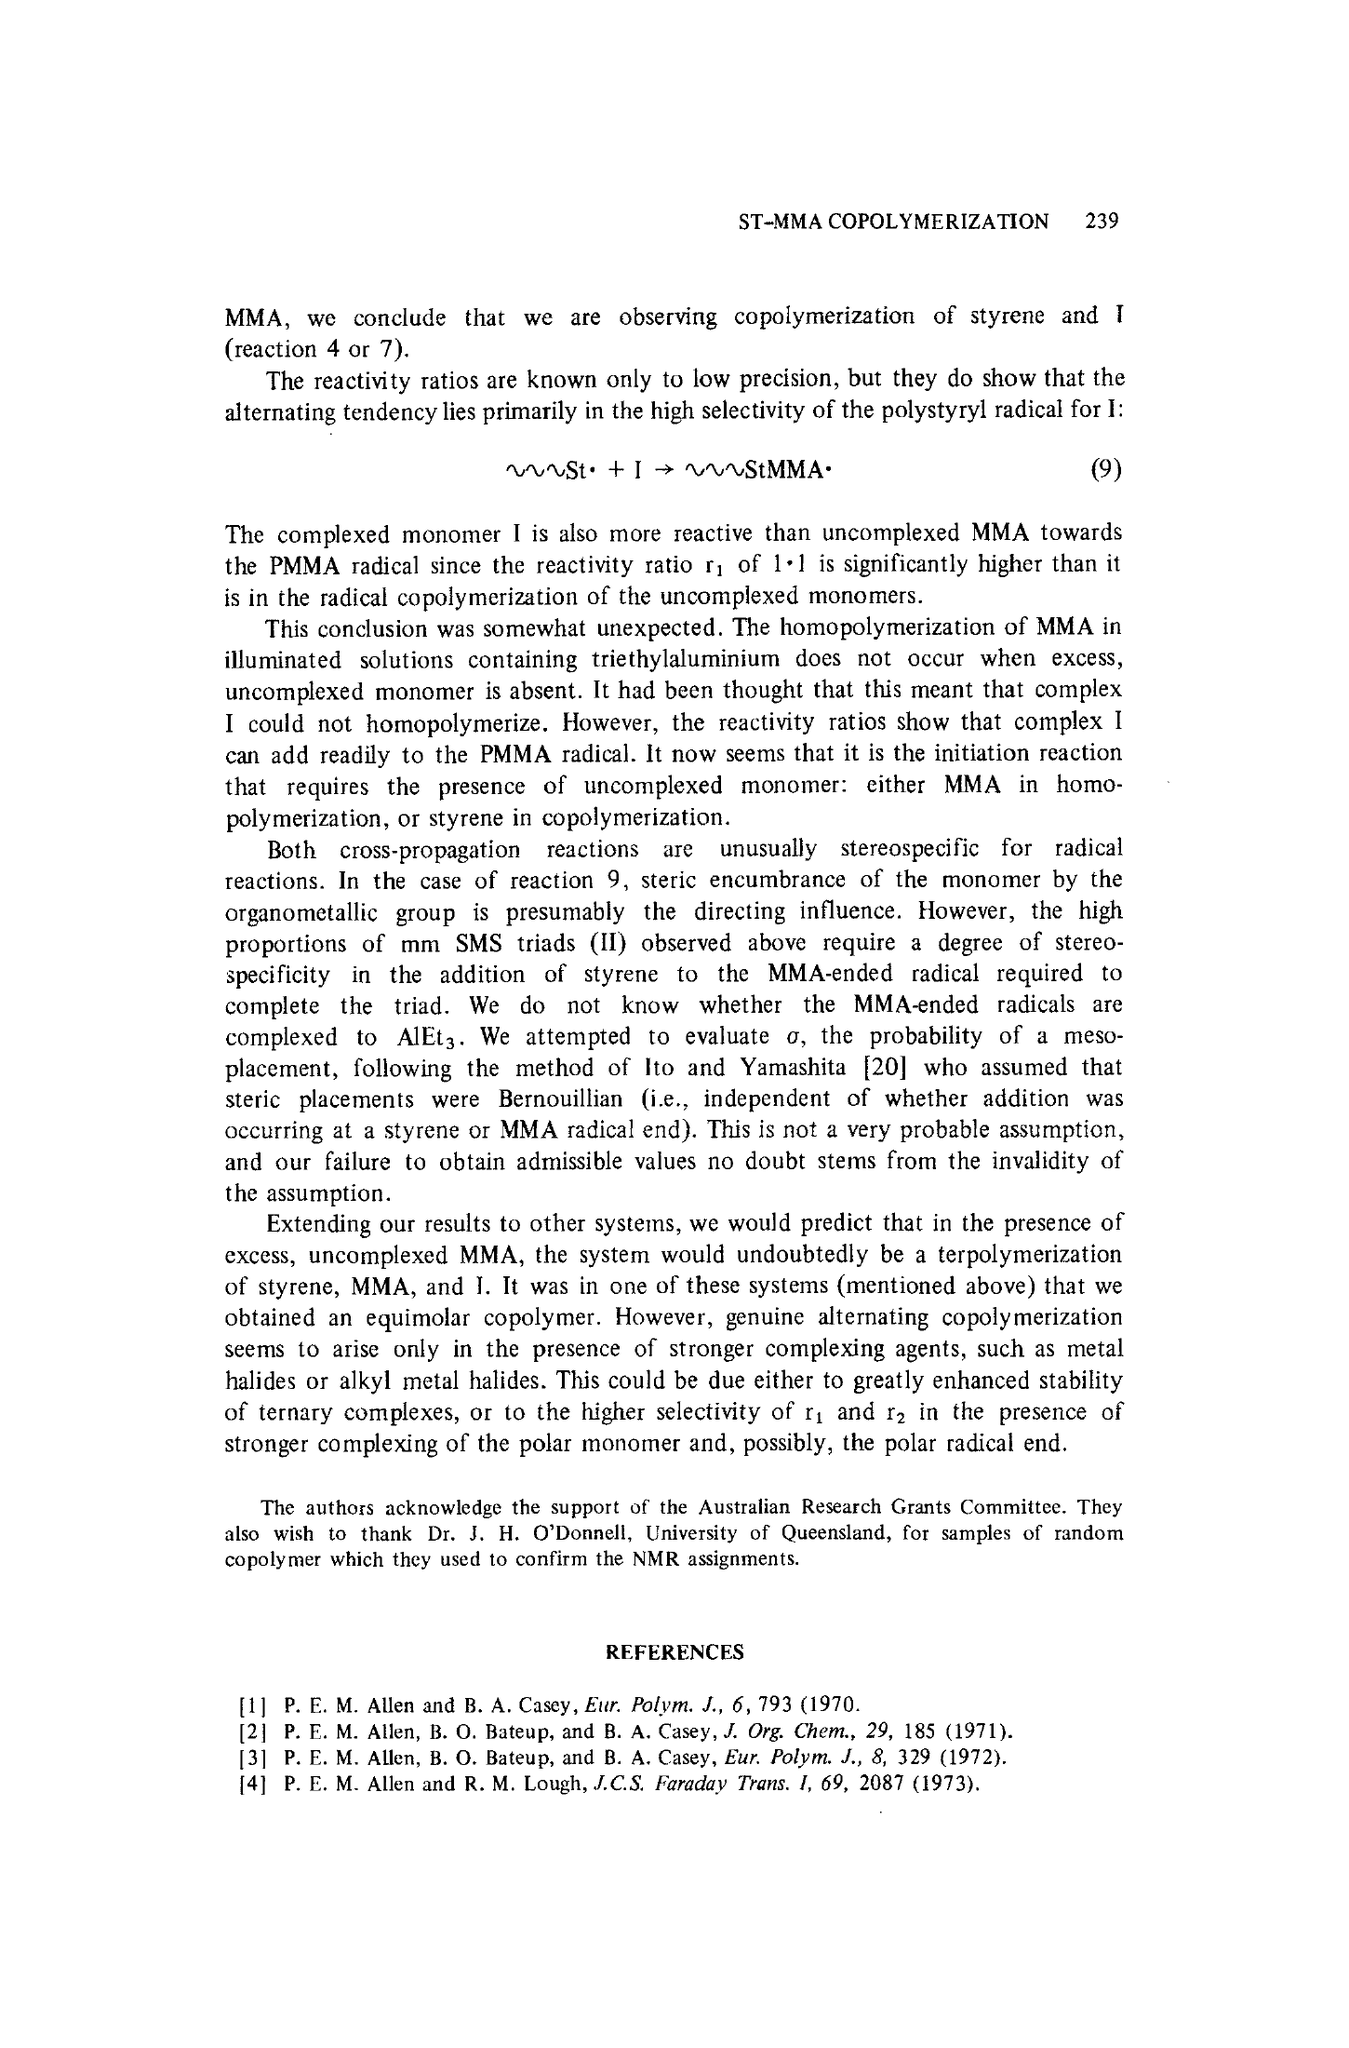 ST-MMA COPOLYMERIZATION 239
MMA, we conclude that we are observing copolymerization of styrene and I
(reaction 4 or 7).
The reactivity ratios are known only to low precision, but they do show that the
alternating tendency lies primarily in the high selectivity of the polystyryl radical for I:
∿∿∿St· + I → ∿∿∿StMMA· (9)
The complexed monomer I is also more reactive than uncomplexed MMA towards
the PMMA radical since the reactivity ratio r₁ of 1·1 is significantly higher than it
is in the radical copolymerization of the uncomplexed monomers.
This conclusion was somewhat unexpected. The homopolymerization of MMA in
illuminated solutions containing triethylaluminium does not occur when excess,
uncomplexed monomer is absent. It had been thought that this meant that complex
I could not homopolymerize. However, the reactivity ratios show that complex I
can add readily to the PMMA radical. It now seems that it is the initiation reaction
that requires the presence of uncomplexed monomer: either MMA in homo-
polymerization, or styrene in copolymerization.
Both cross-propagation reactions are unusually stereospecific for radical
reactions. In the case of reaction 9, steric encumbrance of the monomer by the
organometallic group is presumably the directing influence. However, the high
proportions of mm SMS triads (II) observed above require a degree of stereo-
specificity in the addition of styrene to the MMA-ended radical required to
complete the triad. We do not know whether the MMA-ended radicals are
complexed to AlEt₃. We attempted to evaluate σ, the probability of a meso-
placement, following the method of Ito and Yamashita [20] who assumed that
steric placements were Bernouillian (i.e., independent of whether addition was
occurring at a styrene or MMA radical end). This is not a very probable assumption,
and our failure to obtain admissible values no doubt stems from the invalidity of
the assumption.
Extending our results to other systems, we would predict that in the presence of
excess, uncomplexed MMA, the system would undoubtedly be a terpolymerization
of styrene, MMA, and I. It was in one of these systems (mentioned above) that we
obtained an equimolar copolymer. However, genuine alternating copolymerization
seems to arise only in the presence of stronger complexing agents, such as metal
halides or alkyl metal halides. This could be due either to greatly enhanced stability
of ternary complexes, or to the higher selectivity of r₁ and r₂ in the presence of
stronger complexing of the polar monomer and, possibly, the polar radical end.
The authors acknowledge the support of the Australian Research Grants Committee. They
also wish to thank Dr. J. H. O'Donnell, University of Queensland, for samples of random
copolymer which they used to confirm the NMR assignments.
REFERENCES
[1] P. E. M. Allen and B. A. Casey, Eur. Polym. J., 6, 793 (1970.
[2] P. E. M. Allen, B. O. Bateup, and B. A. Casey, J. Org. Chem., 29, 185 (1971).
[3] P. E. M. Allen, B. O. Bateup, and B. A. Casey, Eur. Polym. J., 8, 329 (1972).
[4] P. E. M. Allen and R. M. Lough, J.C.S. Faraday Trans. I, 69, 2087 (1973).